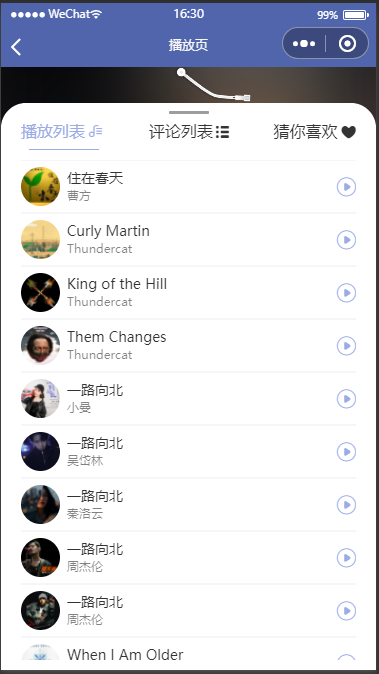 WeChat 16:30 99%
播放页
播放列表 评论列表 猜你喜欢
住在春天
曹方
Curly Martin
Thundercat
King of the Hill
Thundercat
Them Changes
Thundercat
一路向北
小曼
一路向北
吴岱林
一路向北
秦洛云
一路向北
周杰伦
一路向北
周杰伦
When I Am Older